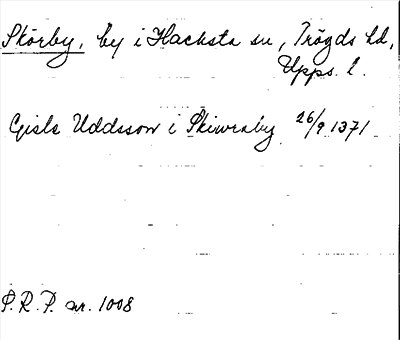 Skörby, by i Hacksta sn, Trögds hd,
Upps. l.
Gisle Uddsson i Skiwraby 26/9 1371
P.R.P. nr. 1008